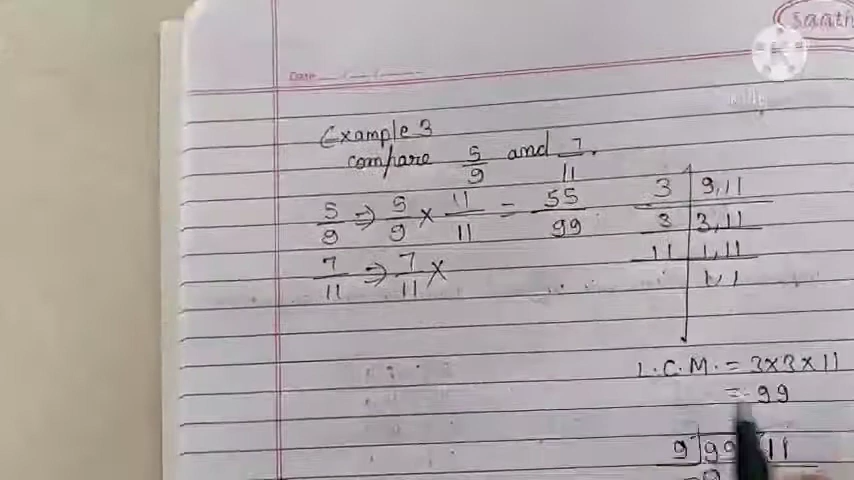 saath
Date
Example 3
compare 5/9 and 7/11.
5/9 ⇒ 5/9 × 11/11 = 55/99
7/11 ⇒ 7/11 ×
3 | 9,11
3 | 3,11
11 | 1,11
1,1
L.C.M. = 3×3×11
= 99
9)99(11
-9